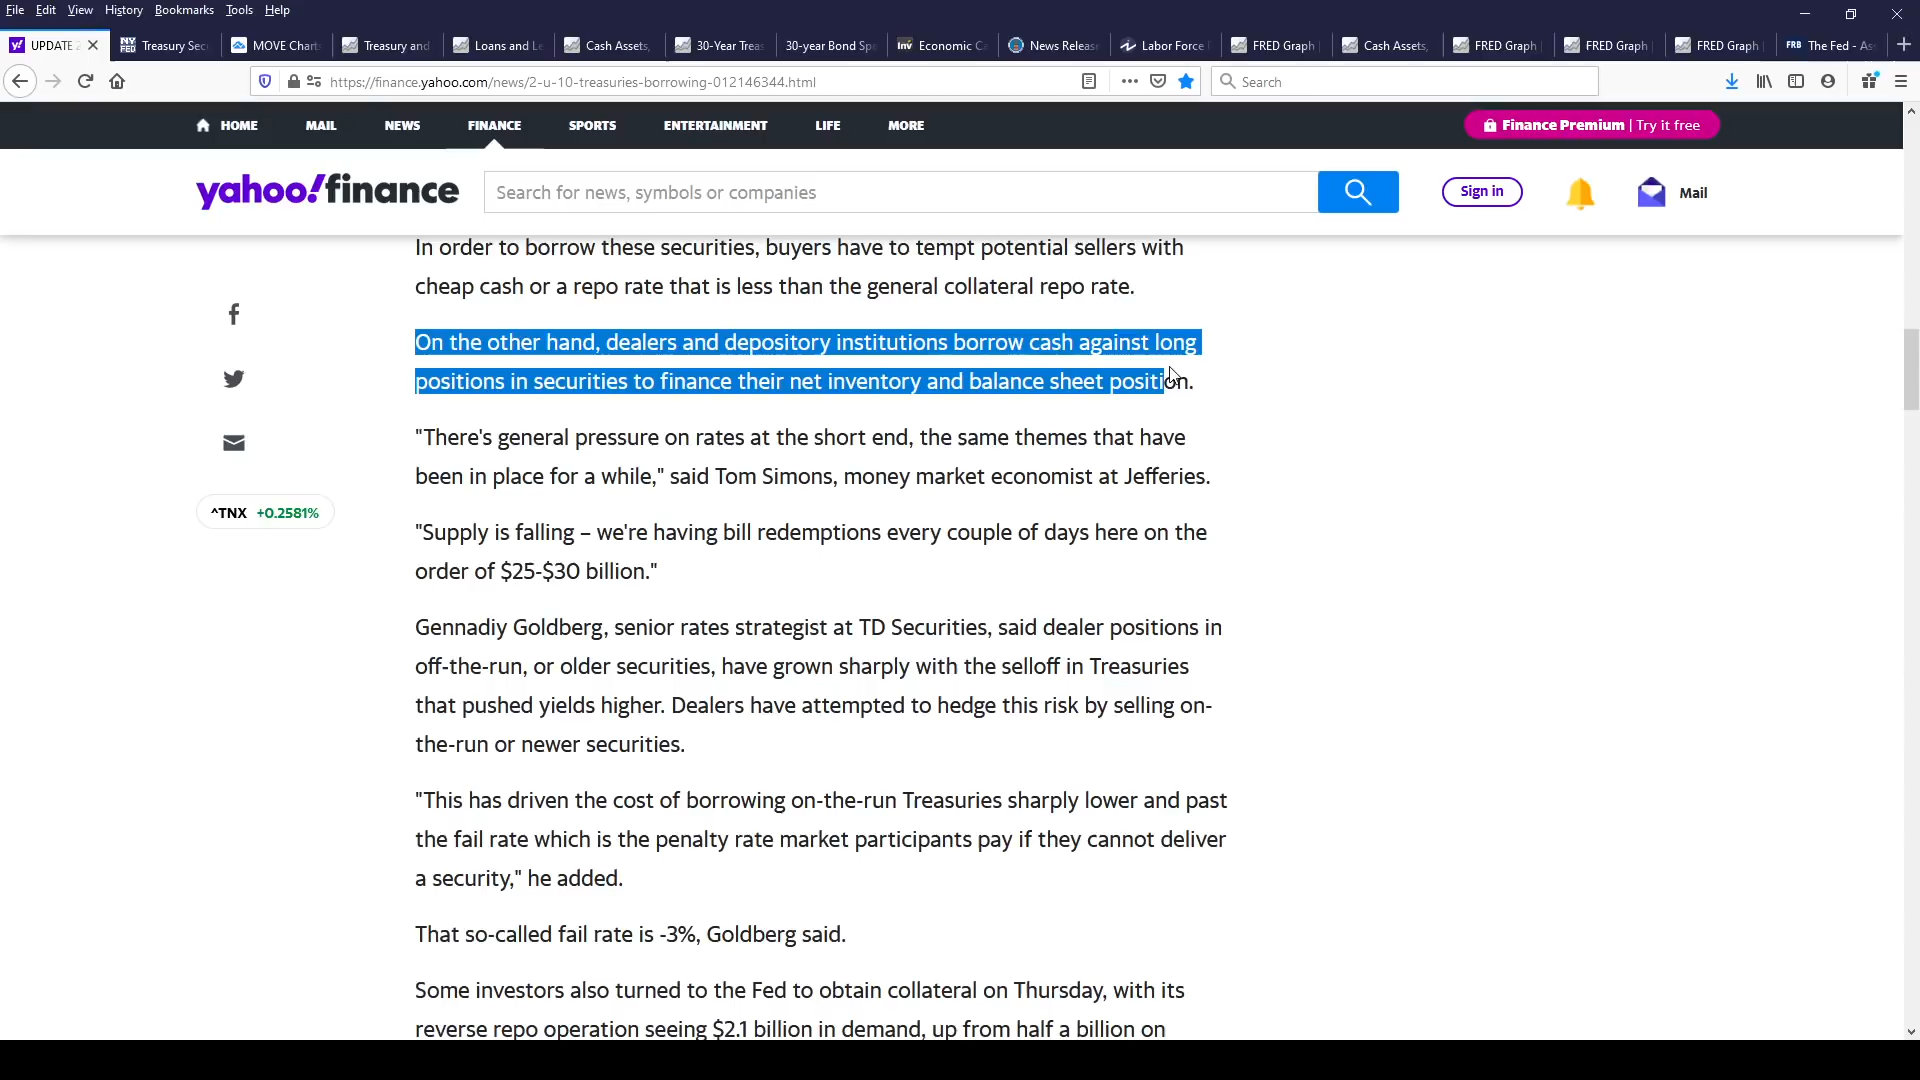 File Edit View History Bookmarks Tools Help
UPDATE 2 Treasury Sec MOVE Chart Treasury and Loans and Le Cash Assets, 30-Year Trea 30-year Bond Sp Economic C News Release Labor Force FRED Graph Cash Assets, FRED Graph FRED Graph FRED Graph FRB The Fed - As
https://finance.yahoo.com/news/2-u-10-treasuries-borrowing-012146344.html Search
HOME MAIL NEWS FINANCE SPORTS ENTERTAINMENT LIFE MORE Finance Premium | Try it free
yahoo!finance Search for news, symbols or companies Sign in Mail
In order to borrow these securities, buyers have to tempt potential sellers with
cheap cash or a repo rate that is less than the general collateral repo rate.
On the other hand, dealers and depository institutions borrow cash against long
positions in securities to finance their net inventory and balance sheet position.
"There's general pressure on rates at the short end, the same themes that have
been in place for a while," said Tom Simons, money market economist at Jefferies.
^TNX +0.2581%
"Supply is falling – we're having bill redemptions every couple of days here on the
order of $25-$30 billion."
Gennadiy Goldberg, senior rates strategist at TD Securities, said dealer positions in
off-the-run, or older securities, have grown sharply with the selloff in Treasuries
that pushed yields higher. Dealers have attempted to hedge this risk by selling on-
the-run or newer securities.
"This has driven the cost of borrowing on-the-run Treasuries sharply lower and past
the fail rate which is the penalty rate market participants pay if they cannot deliver
a security," he added.
That so-called fail rate is -3%, Goldberg said.
Some investors also turned to the Fed to obtain collateral on Thursday, with its
reverse repo operation seeing $2.1 billion in demand, up from half a billion on